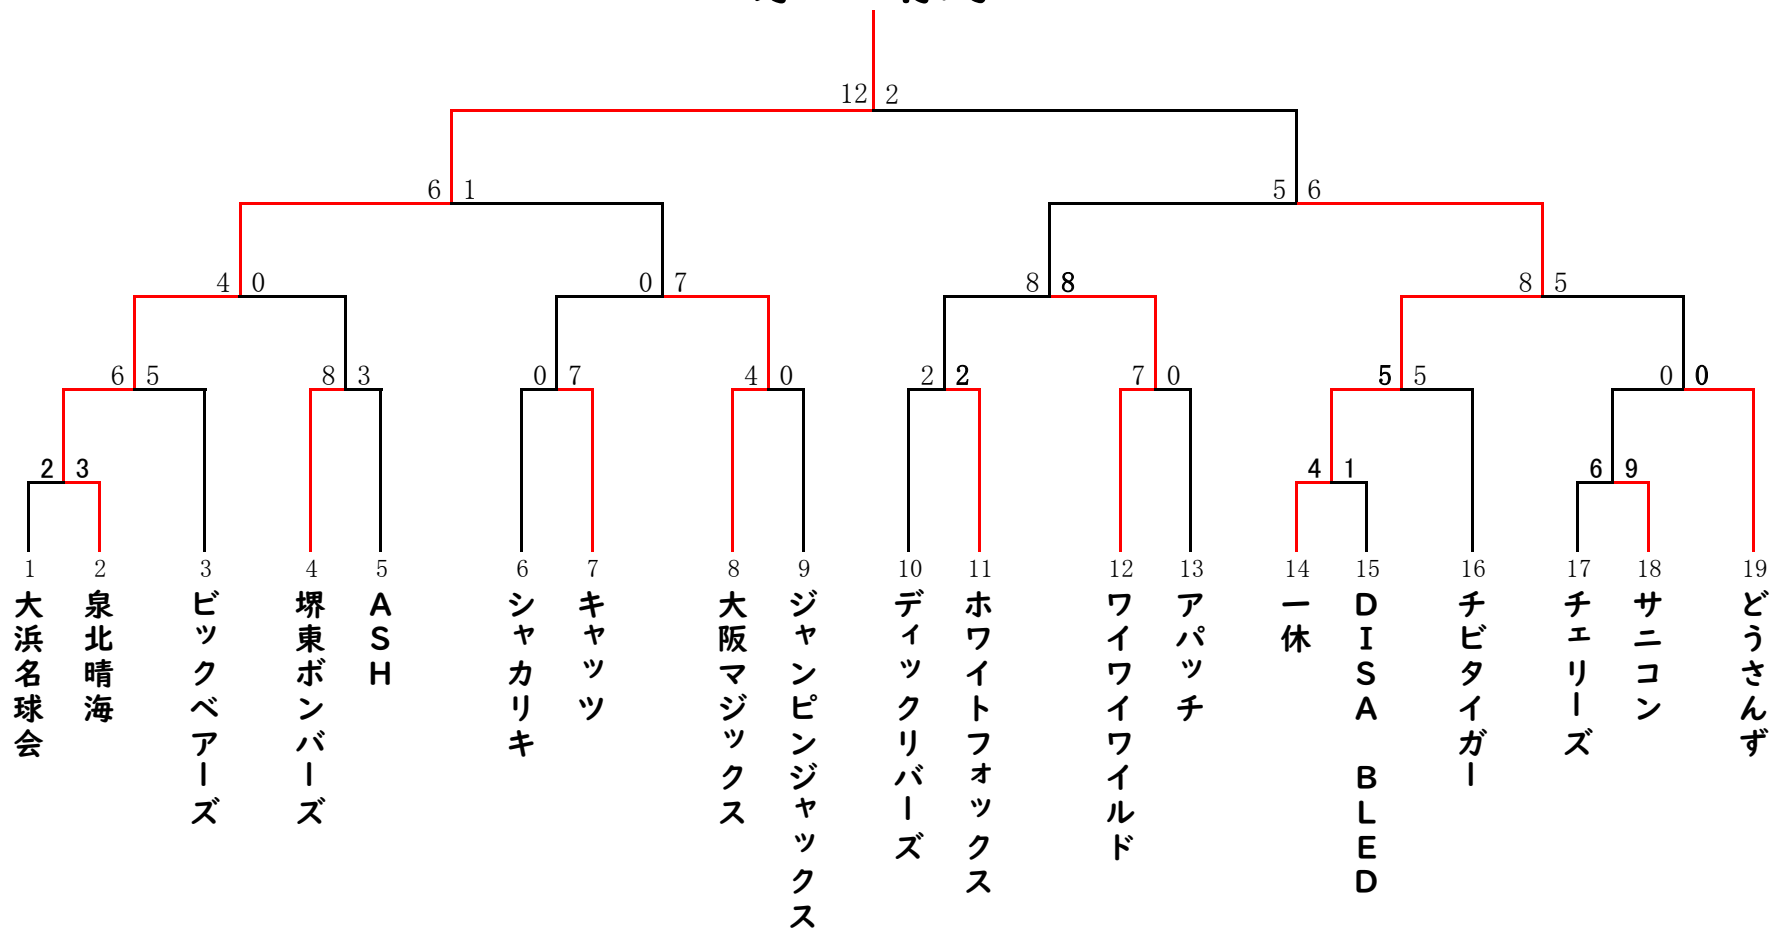 12 2
6 1
5 6
4 0
0 7
8 8
8 5
6 5
8 3
0 7
4 0
2 2
7 0
5 5
0 0
2 3
4 1
6 9
1 大浜名球会
2 泉北晴海
3 ビックベアーズ
4 堺東ボンバーズ
5 ASH
6 シャカリキ
7 キャッツ
8 大阪マジックス
9 ジャンピンジャックス
10 ディックリバーズ
11 ホワイトフォックス
12 ワイワイワイルド
13 アパッチ
14 一休
15 DISA BLED
16 チビタイガー
17 チェリーズ
18 サニコン
19 どうさんず